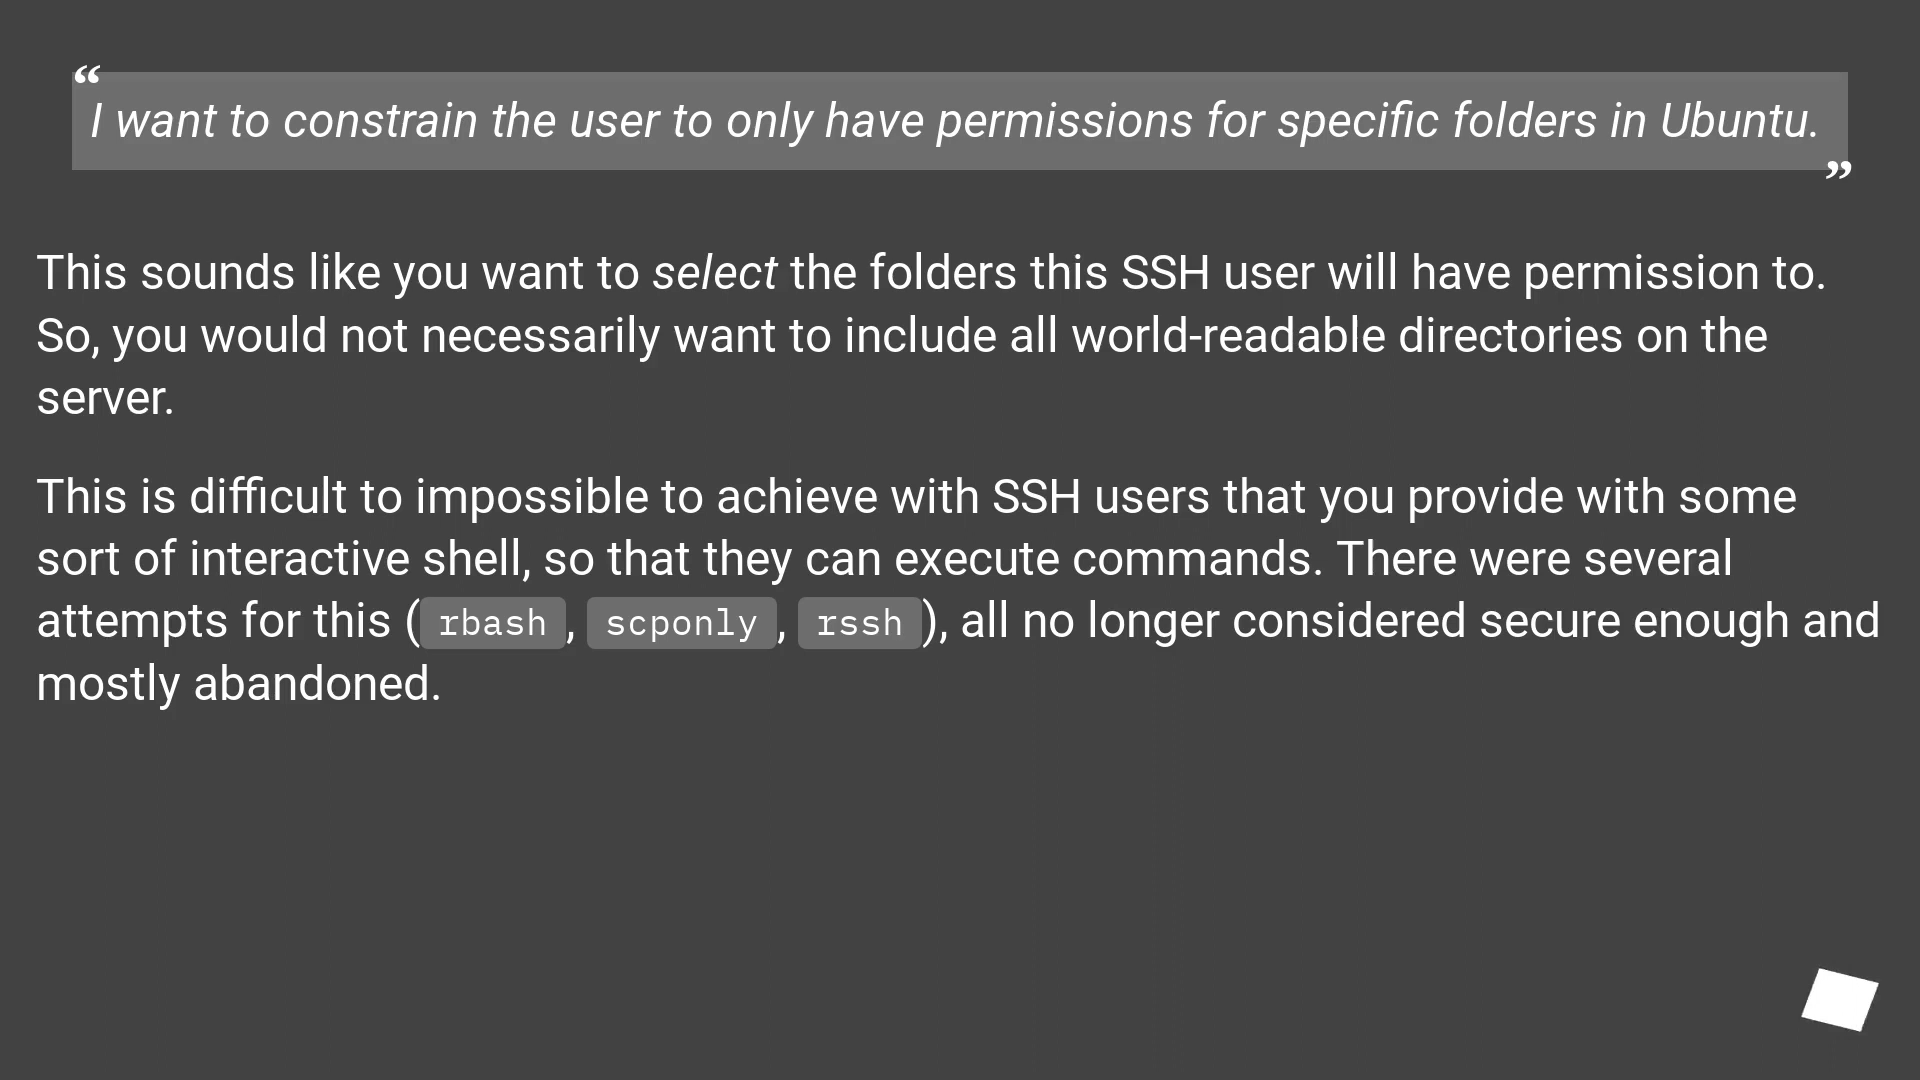 “
I want to constrain the user to only have permissions for specific folders in Ubuntu.
”
This sounds like you want to select the folders this SSH user will have permission to.
So, you would not necessarily want to include all world-readable directories on the
server.
This is difficult to impossible to achieve with SSH users that you provide with some
sort of interactive shell, so that they can execute commands. There were several
attempts for this ( rbash , scponly , rssh ), all no longer considered secure enough and
mostly abandoned.